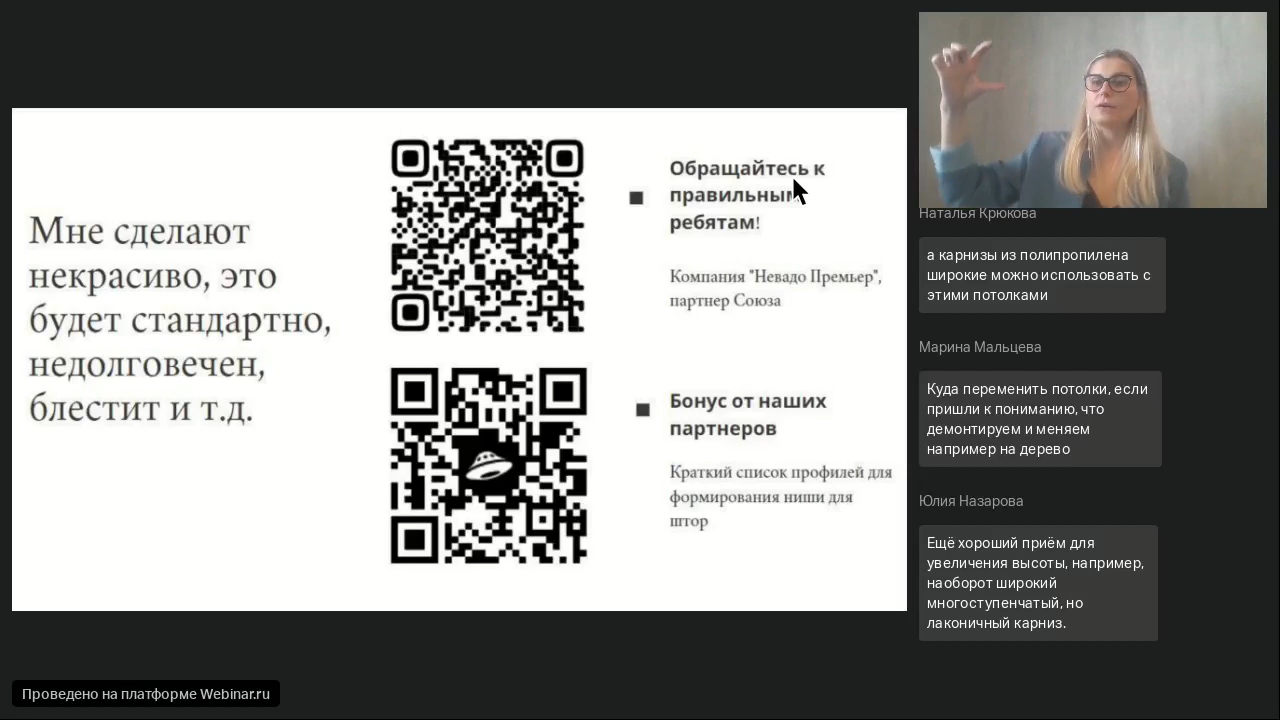 Мне сделают
некрасиво, это
будет стандартно,
недолговечен,
блестит и т.д.
Обращайтесь к
правильным
ребятам!
Компания "Невадо Премьер",
партнер Союза
Бонус от наших
партнеров
Краткий список профилей для
формирования ниши для
штор
Наталья Крюкова
а карнизы из полипропилена
широкие можно использовать с
этими потолками
Марина Мальцева
Куда переменить потолки, если
пришли к пониманию, что
демонтируем и меняем
например на дерево
Юлия Назарова
Ещё хороший приём для
увеличения высоты, например,
наоборот широкий
многоступенчатый, но
лаконичный карниз.
Проведено на платформе Webinar.ru